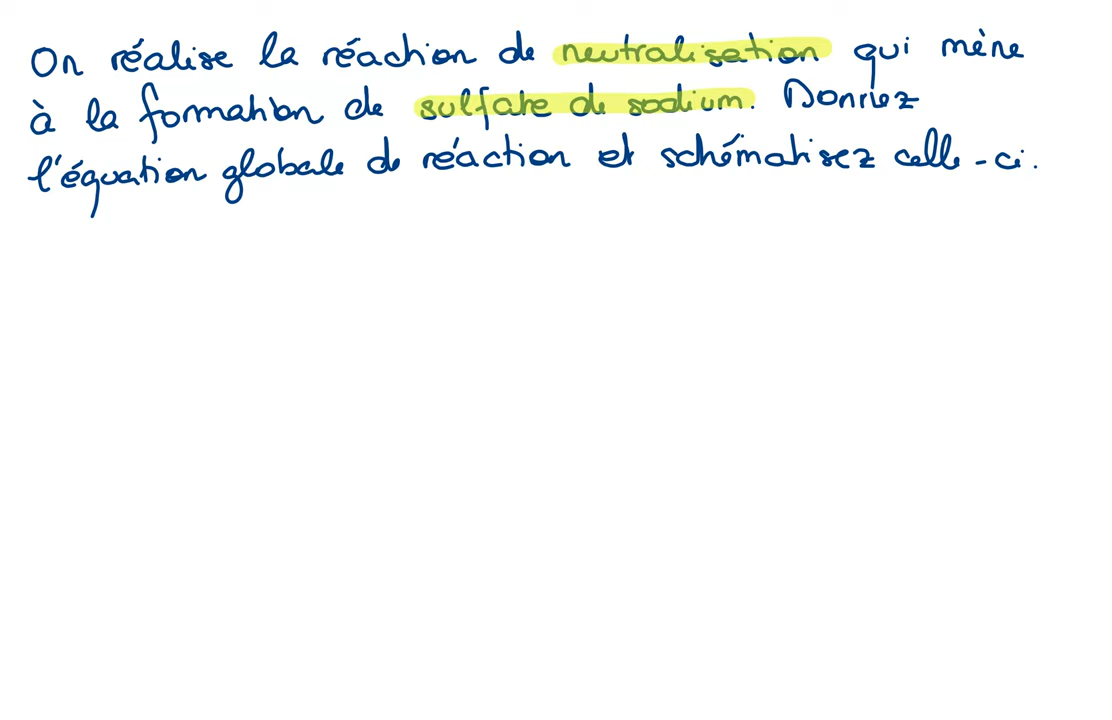 On réalise la réaction de neutralisation qui mène
à la formation de sulfate de sodium. Donnez
l'équation globale de réaction et schématisez celle-ci.